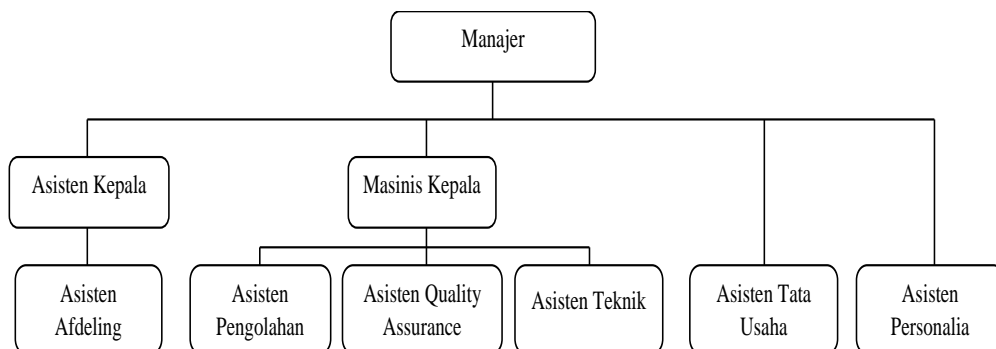 Manajer
Asisten Kepala
Masinis Kepala
Asisten
Afdeling
Asisten
Pengolahan
Asisten Quality
Assurance
Asisten Teknik
Asisten Tata
Usaha
Asisten
Personalia